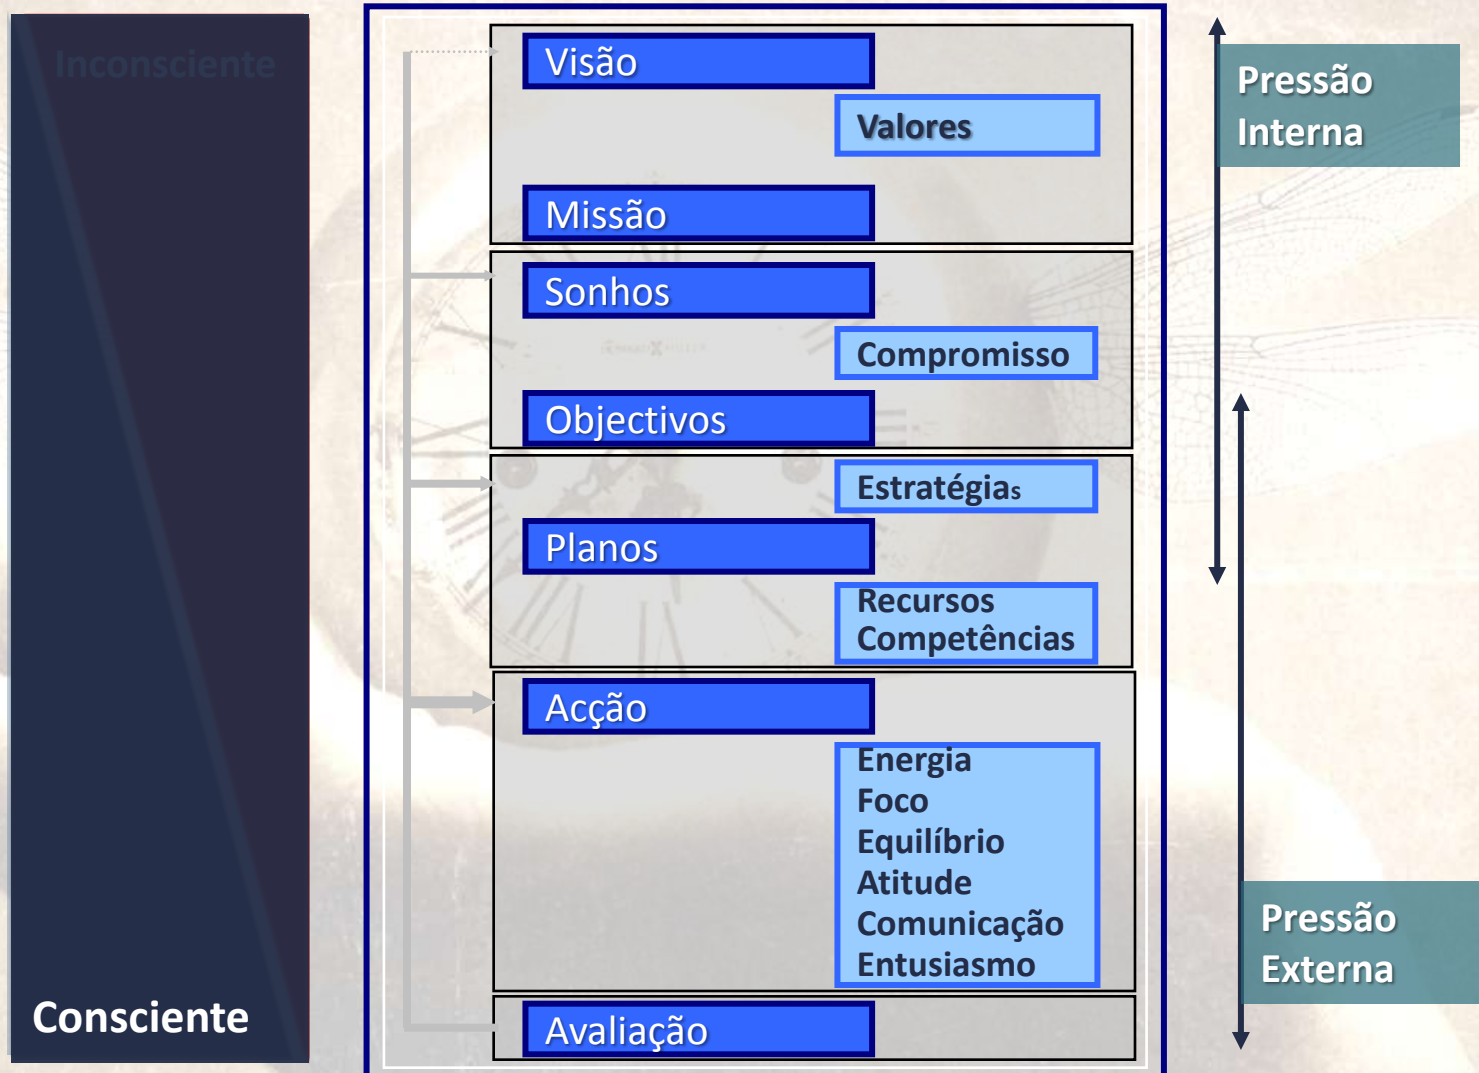 Inconsciente
Visão
Pressão
Interna
Valores
Missão
Sonhos
Compromisso
Objectivos
Estratégias
Planos
Recursos
Competências
Acção
Energia
Foco
Equilíbrio
Atitude
Comunicação
Entusiasmo
Pressão
Externa
Consciente
Avaliação